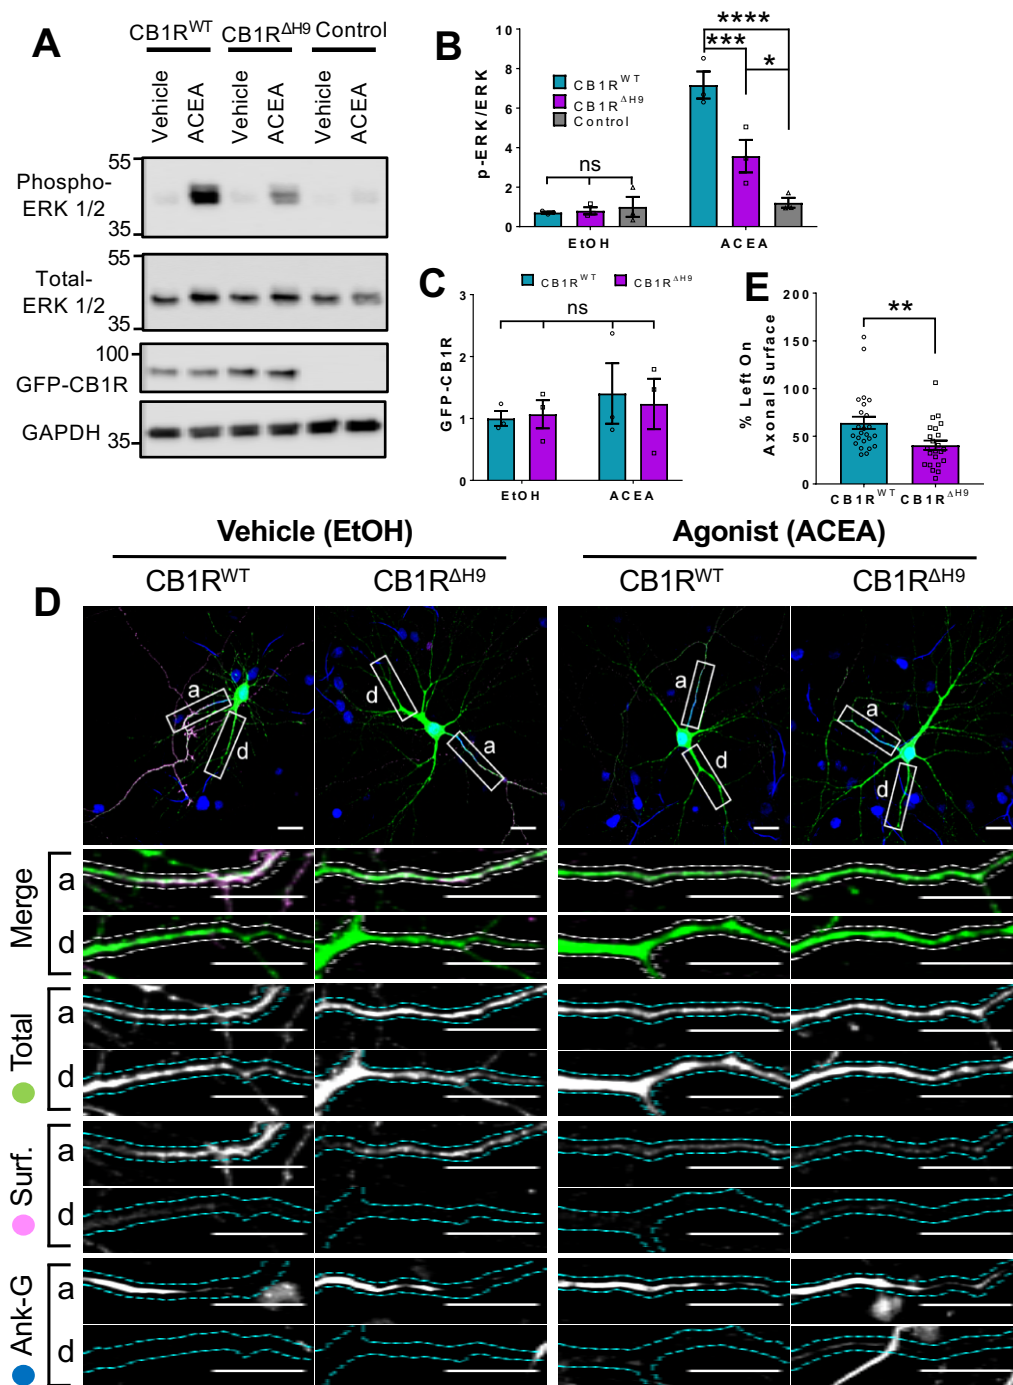 A
CB1R^WT CB1R^ΔH9 Control
Vehicle ACEA Vehicle ACEA Vehicle ACEA
55
Phospho-
ERK 1/2
35
55
Total-
ERK 1/2
35
100
GFP-CB1R
GAPDH
35
B
p-ERK/ERK
10
8
6
4
2
0
CB1R^WT
CB1R^ΔH9
Control
ns
****
***
*
EtOH ACEA
C
CB1R^WT CB1R^ΔH9
GFP-CB1R
3
2
1
0
ns
EtOH ACEA
E
% Left On
Axonal Surface
200
150
100
50
0
**
CB1R^WT CB1R^ΔH9
Vehicle (EtOH) Agonist (ACEA)
CB1R^WT CB1R^ΔH9 CB1R^WT CB1R^ΔH9
D
a d d a a d a d
Merge
a
d
Total
a
d
Surf.
a
d
Ank-G
a
d